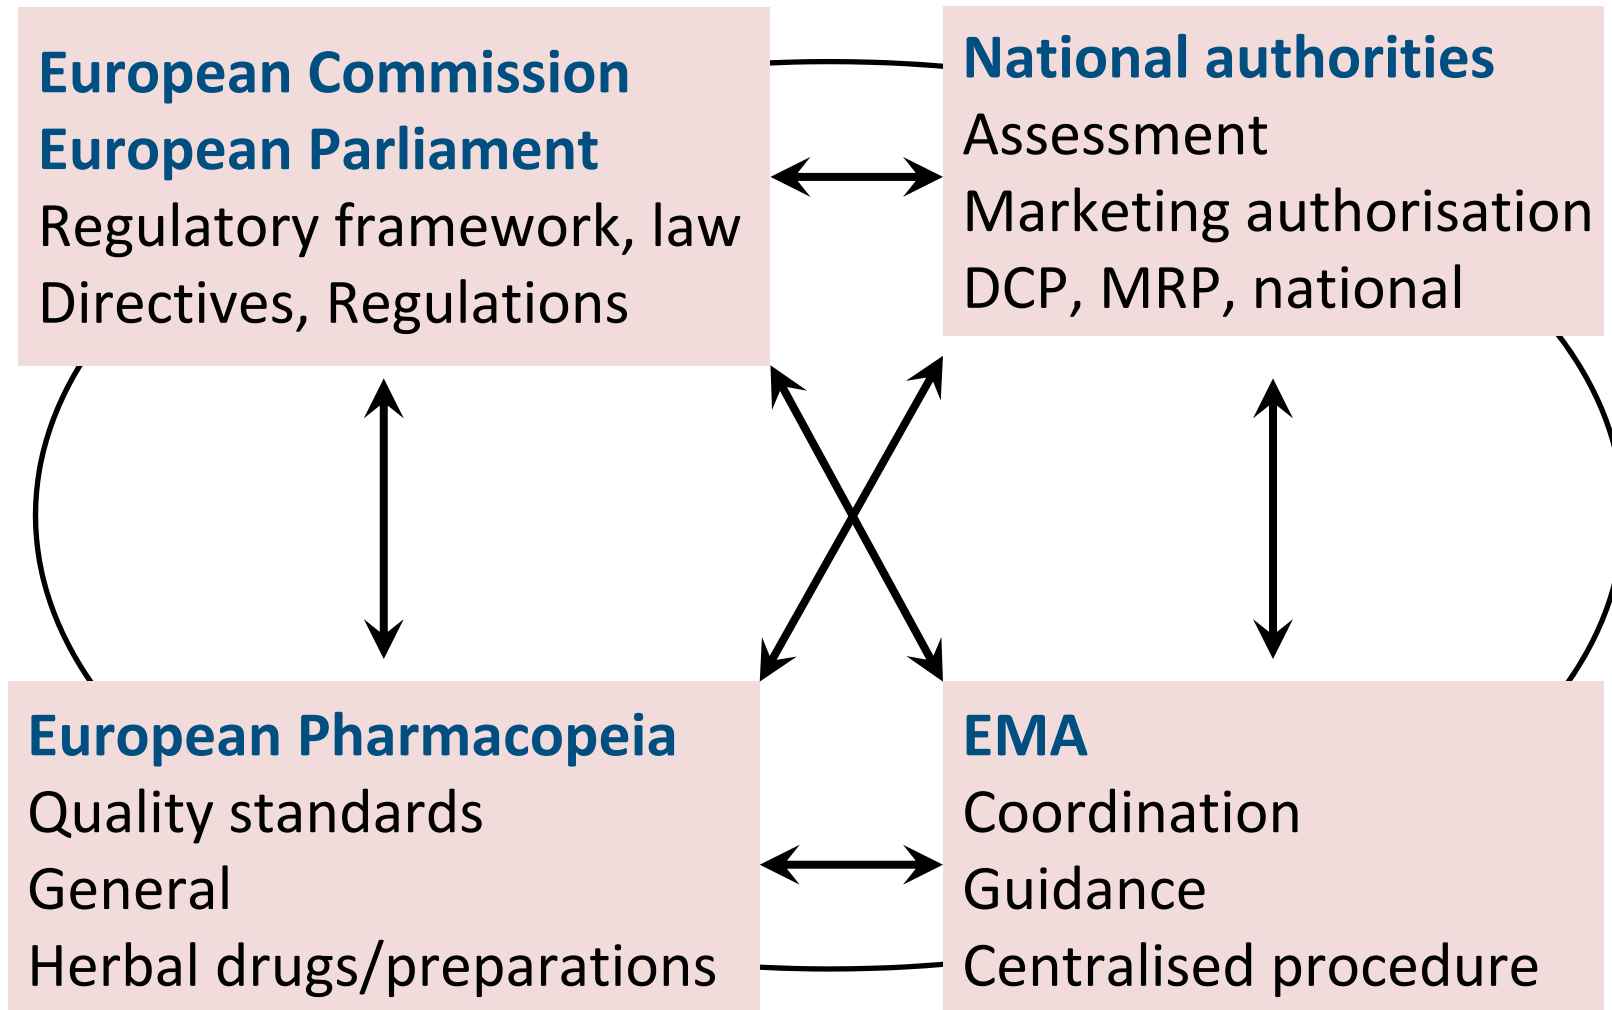 European Commission
European Parliament
Regulatory framework, law
Directives, Regulations
National authorities
Assessment
Marketing authorisation
DCP, MRP, national
European Pharmacopeia
Quality standards
General
Herbal drugs/preparations
EMA
Coordination
Guidance
Centralised procedure